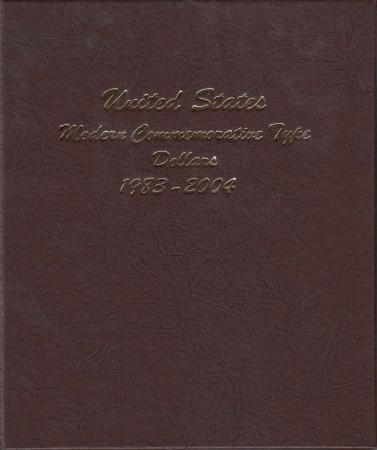 United States
Modern Commemorative Type
Dollars
1983-2004